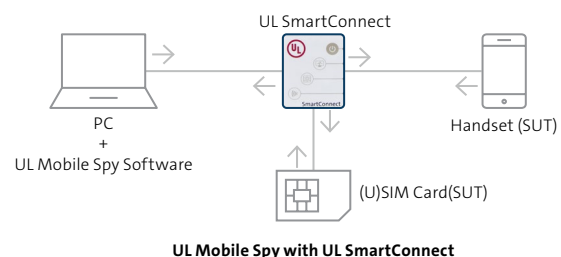 UL SmartConnect
UL
SmartConnect
PC
+
UL Mobile Spy Software
Handset (SUT)
(U)SIM Card(SUT)
UL Mobile Spy with UL SmartConnect